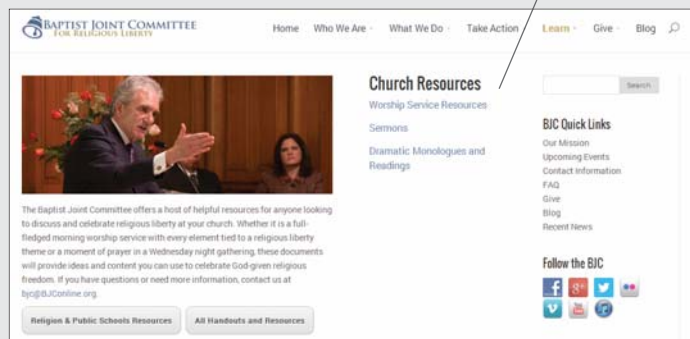 BAPTIST JOINT COMMITTEE
FOR RELIGIOUS LIBERTY
Home Who We Are What We Do Take Action Learn Give Blog
Church Resources
Worship Service Resources
Sermons
Dramatic Monologues and
Readings
The Baptist Joint Committee offers a host of helpful resources for anyone looking
to discuss and celebrate religious liberty at your church. Whether it is a full-
fledged morning worship service with every element tied to a religious liberty
theme or a moment of prayer in a Wednesday night gathering, these documents
will provide ideas and content you can use to celebrate God-given religious
freedom. If you have questions or need more information, contact us at
bjc@BJConline.org.
Religion & Public Schools Resources All Handouts and Resources
Search
BJC Quick Links
Our Mission
Upcoming Events
Contact Information
FAQ
Give
Blog
Recent News
Follow the BJC